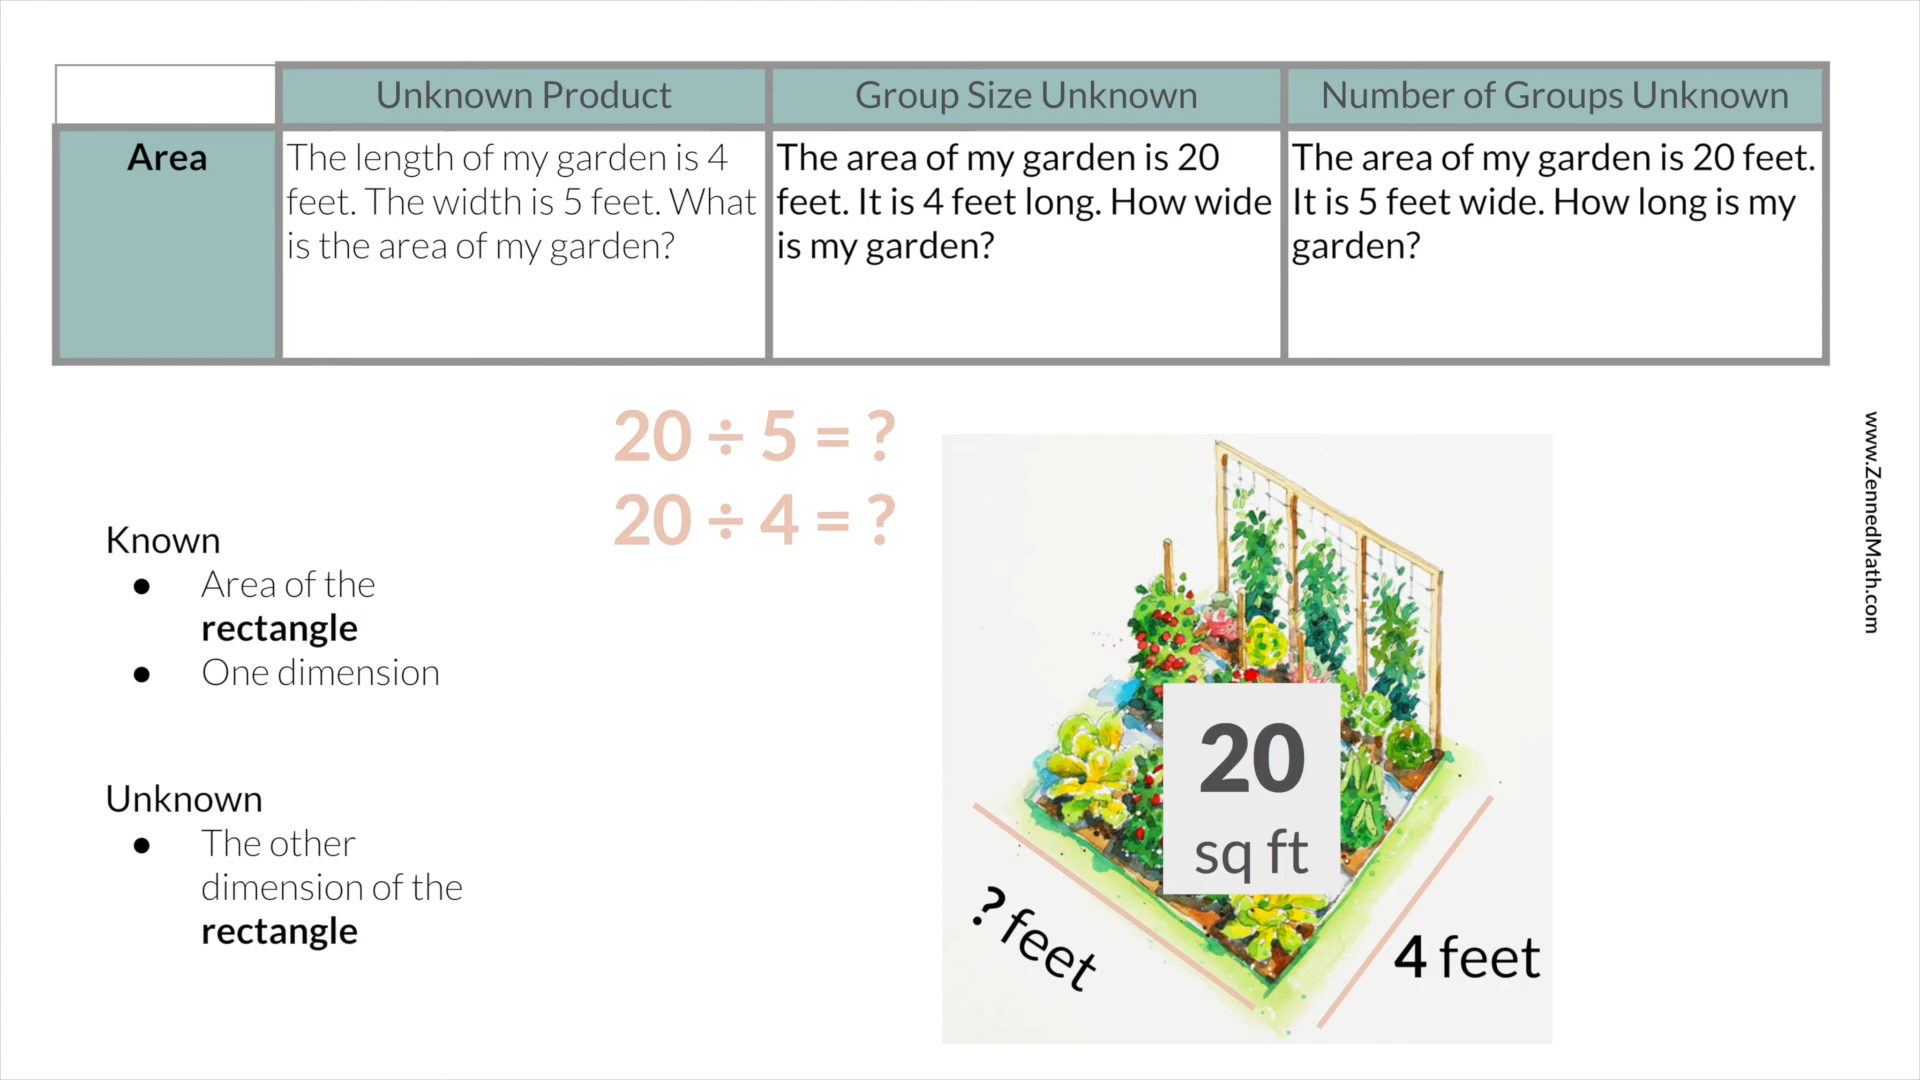 Unknown Product
Group Size Unknown
Number of Groups Unknown
Area
The length of my garden is 4
feet. The width is 5 feet. What
is the area of my garden?
The area of my garden is 20
feet. It is 4 feet long. How wide
is my garden?
The area of my garden is 20 feet.
It is 5 feet wide. How long is my
garden?
20 ÷ 5 = ?
20 ÷ 4 = ?
Known
● Area of the
rectangle
● One dimension
Unknown
● The other
dimension of the
rectangle
20
sq ft
? feet
4 feet
www.ZennedMath.com